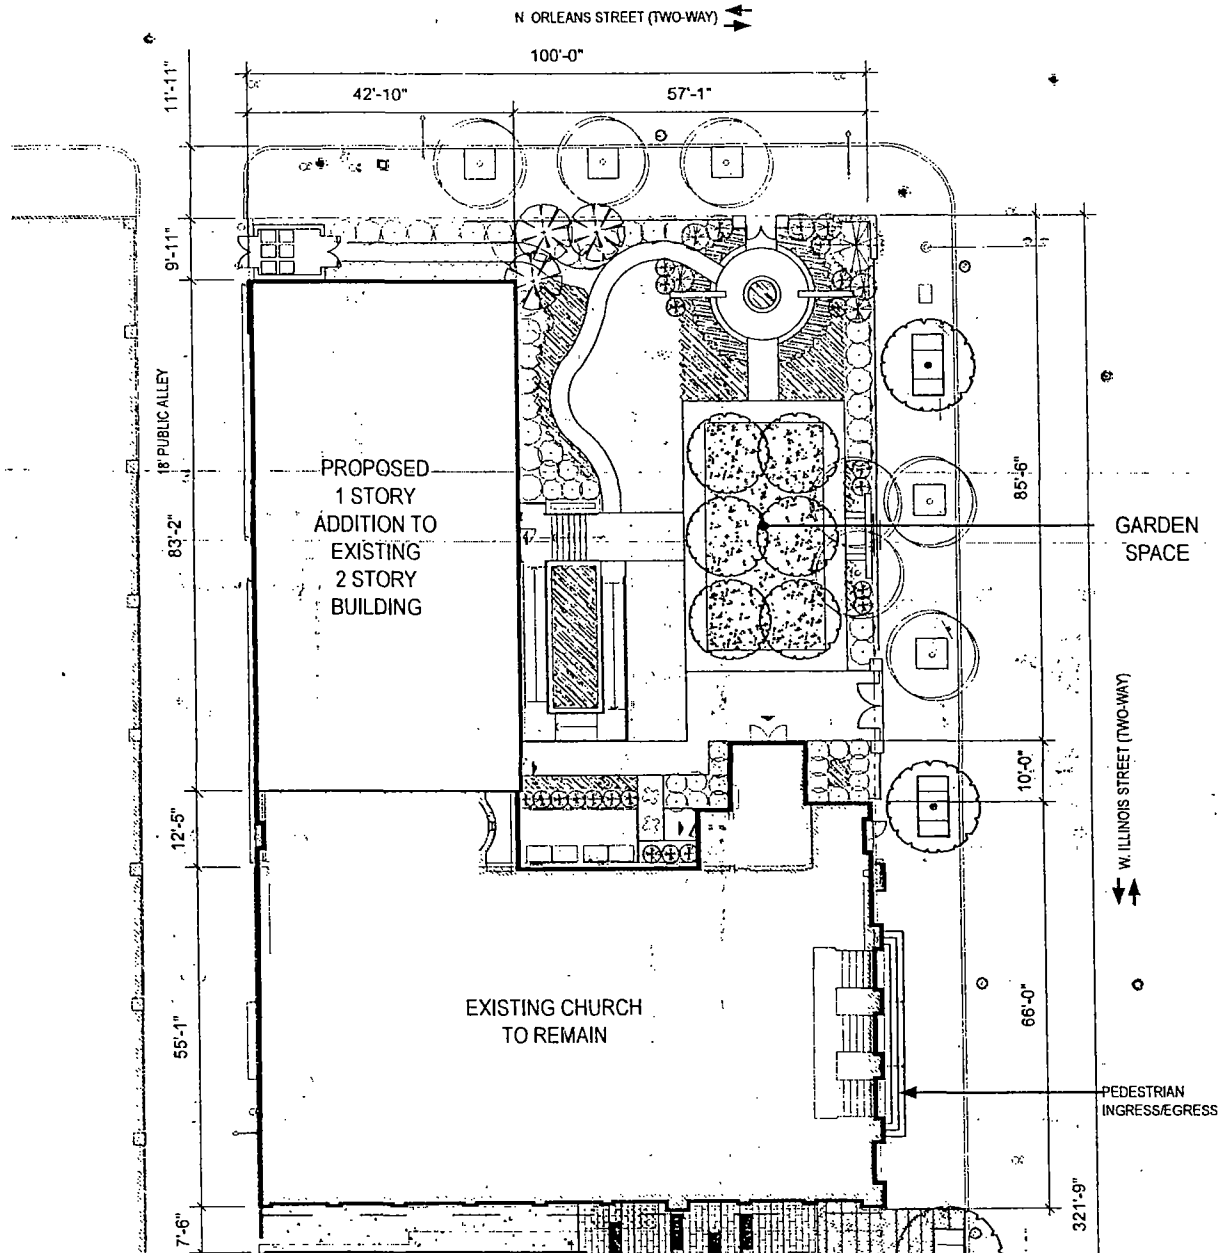 N ORLEANS STREET (TWO-WAY)
100'-0"
42'-10"
57'-1"
11'-11"
9'-11"
18' PUBLIC ALLEY
83'-2"
PROPOSED
1 STORY
ADDITION TO
EXISTING
2 STORY
BUILDING
85'-6"
GARDEN
SPACE
W. ILLINOIS STREET (TWO-WAY)
10'-0"
12'-5"
EXISTING CHURCH
TO REMAIN
66'-0"
55'-1"
PEDESTRIAN
INGRESS/EGRESS
321'-9"
7'-6"